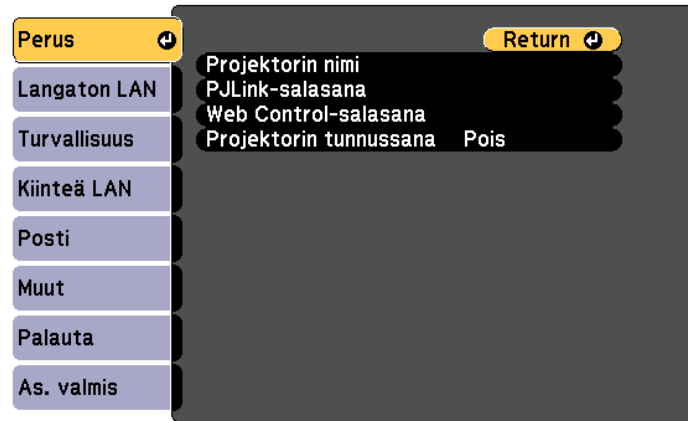 Perus
Langaton LAN
Turvallisuus
Kiinteä LAN
Posti
Muut
Palauta
As. valmis
Return
Projektorin nimi
PJLink-salasana
Web Control-salasana
Projektorin tunnussana Pois